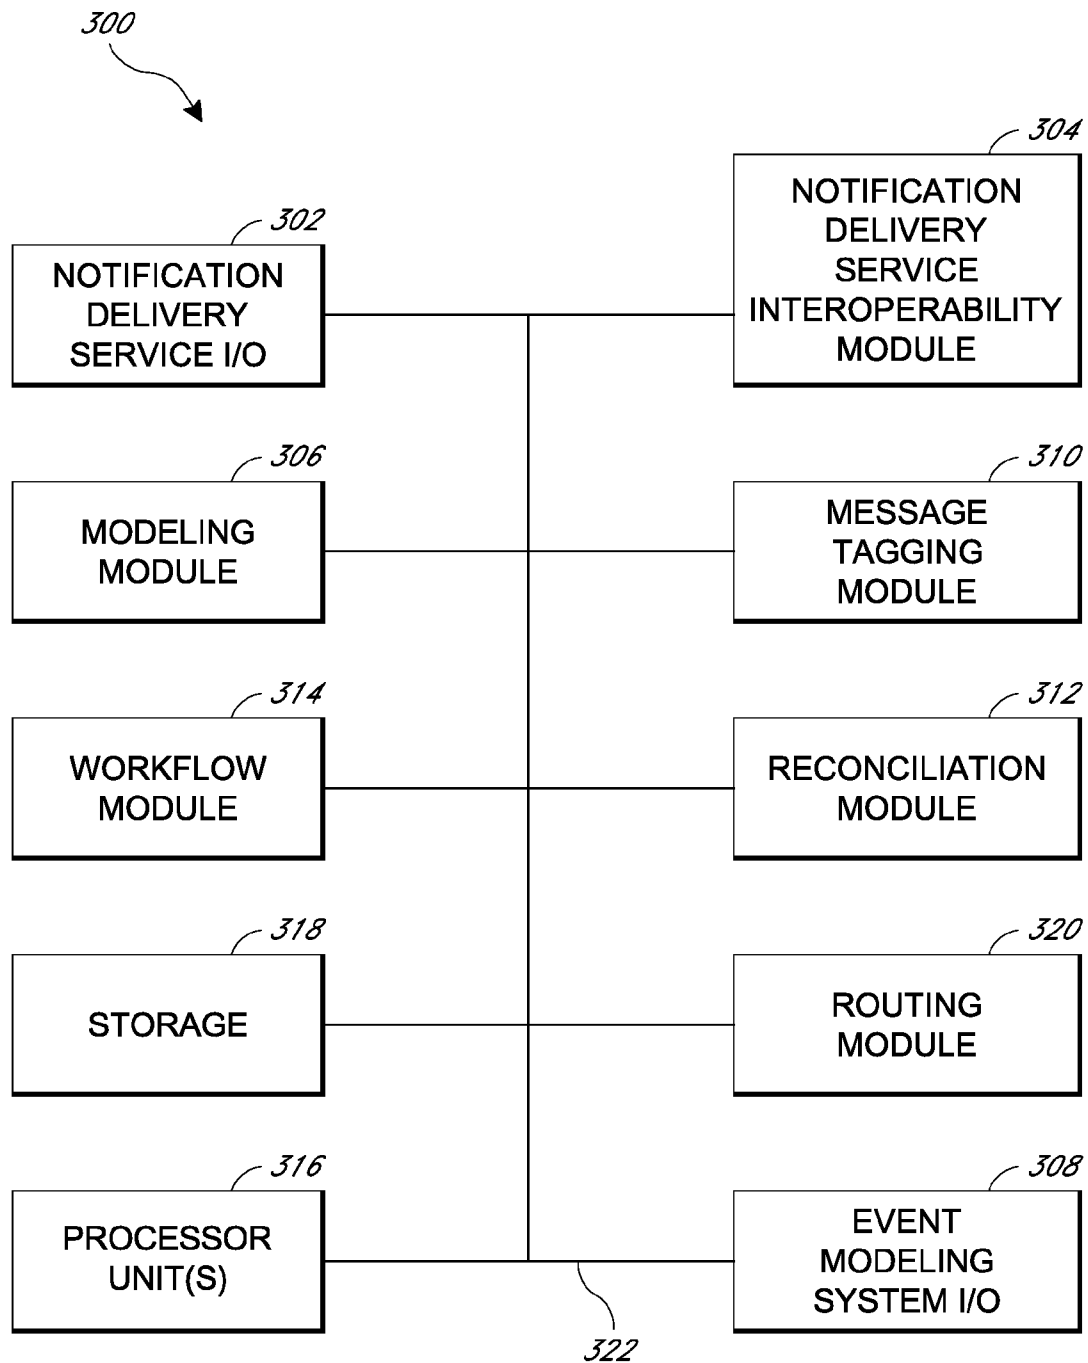 300
304
NOTIFICATION
DELIVERY
SERVICE
INTEROPERABILITY
MODULE
302
NOTIFICATION
DELIVERY
SERVICE I/O
306
MODELING
MODULE
310
MESSAGE
TAGGING
MODULE
314
WORKFLOW
MODULE
312
RECONCILIATION
MODULE
318
STORAGE
320
ROUTING
MODULE
316
PROCESSOR
UNIT(S)
308
EVENT
MODELING
SYSTEM I/O
322